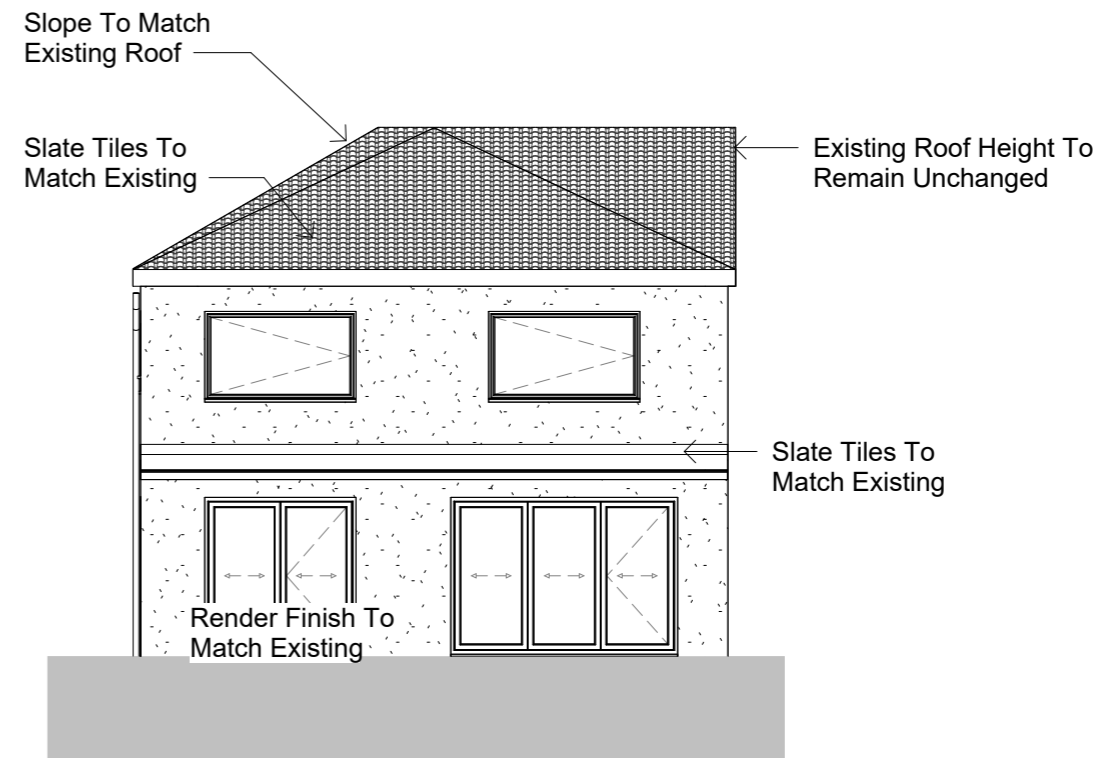 Slope To Match
Existing Roof
Slate Tiles To
Match Existing
Existing Roof Height To
Remain Unchanged
Slate Tiles To
Match Existing
Render Finish To
Match Existing